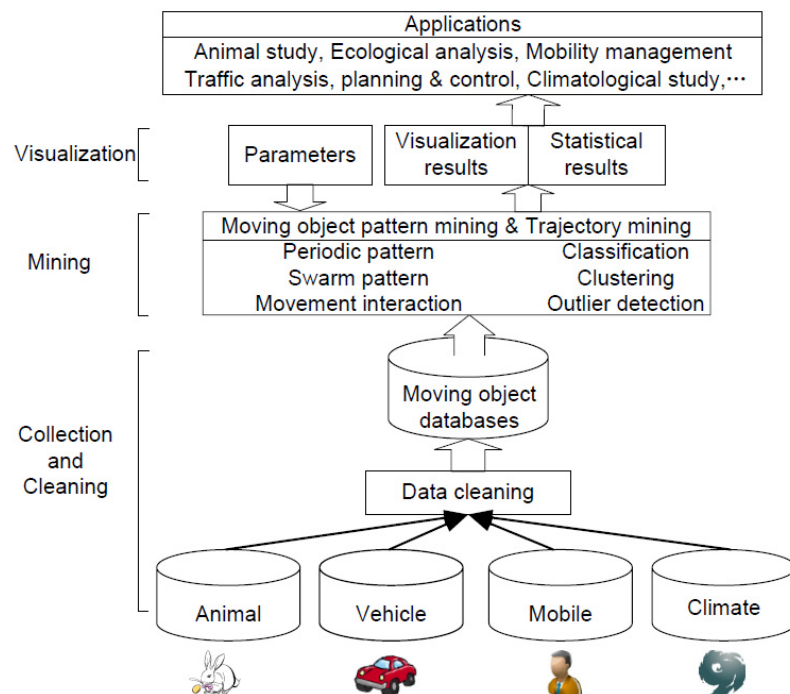 Applications
Animal study, Ecological analysis, Mobility management
Traffic analysis, planning & control, Climatological study,…
Visualization
Parameters
Visualization
results
Statistical
results
Mining
Moving object pattern mining & Trajectory mining
Periodic pattern
Classification
Swarm pattern
Clustering
Movement interaction
Outlier detection
Collection
and
Cleaning
Moving object
databases
Data cleaning
Animal
Vehicle
Mobile
Climate